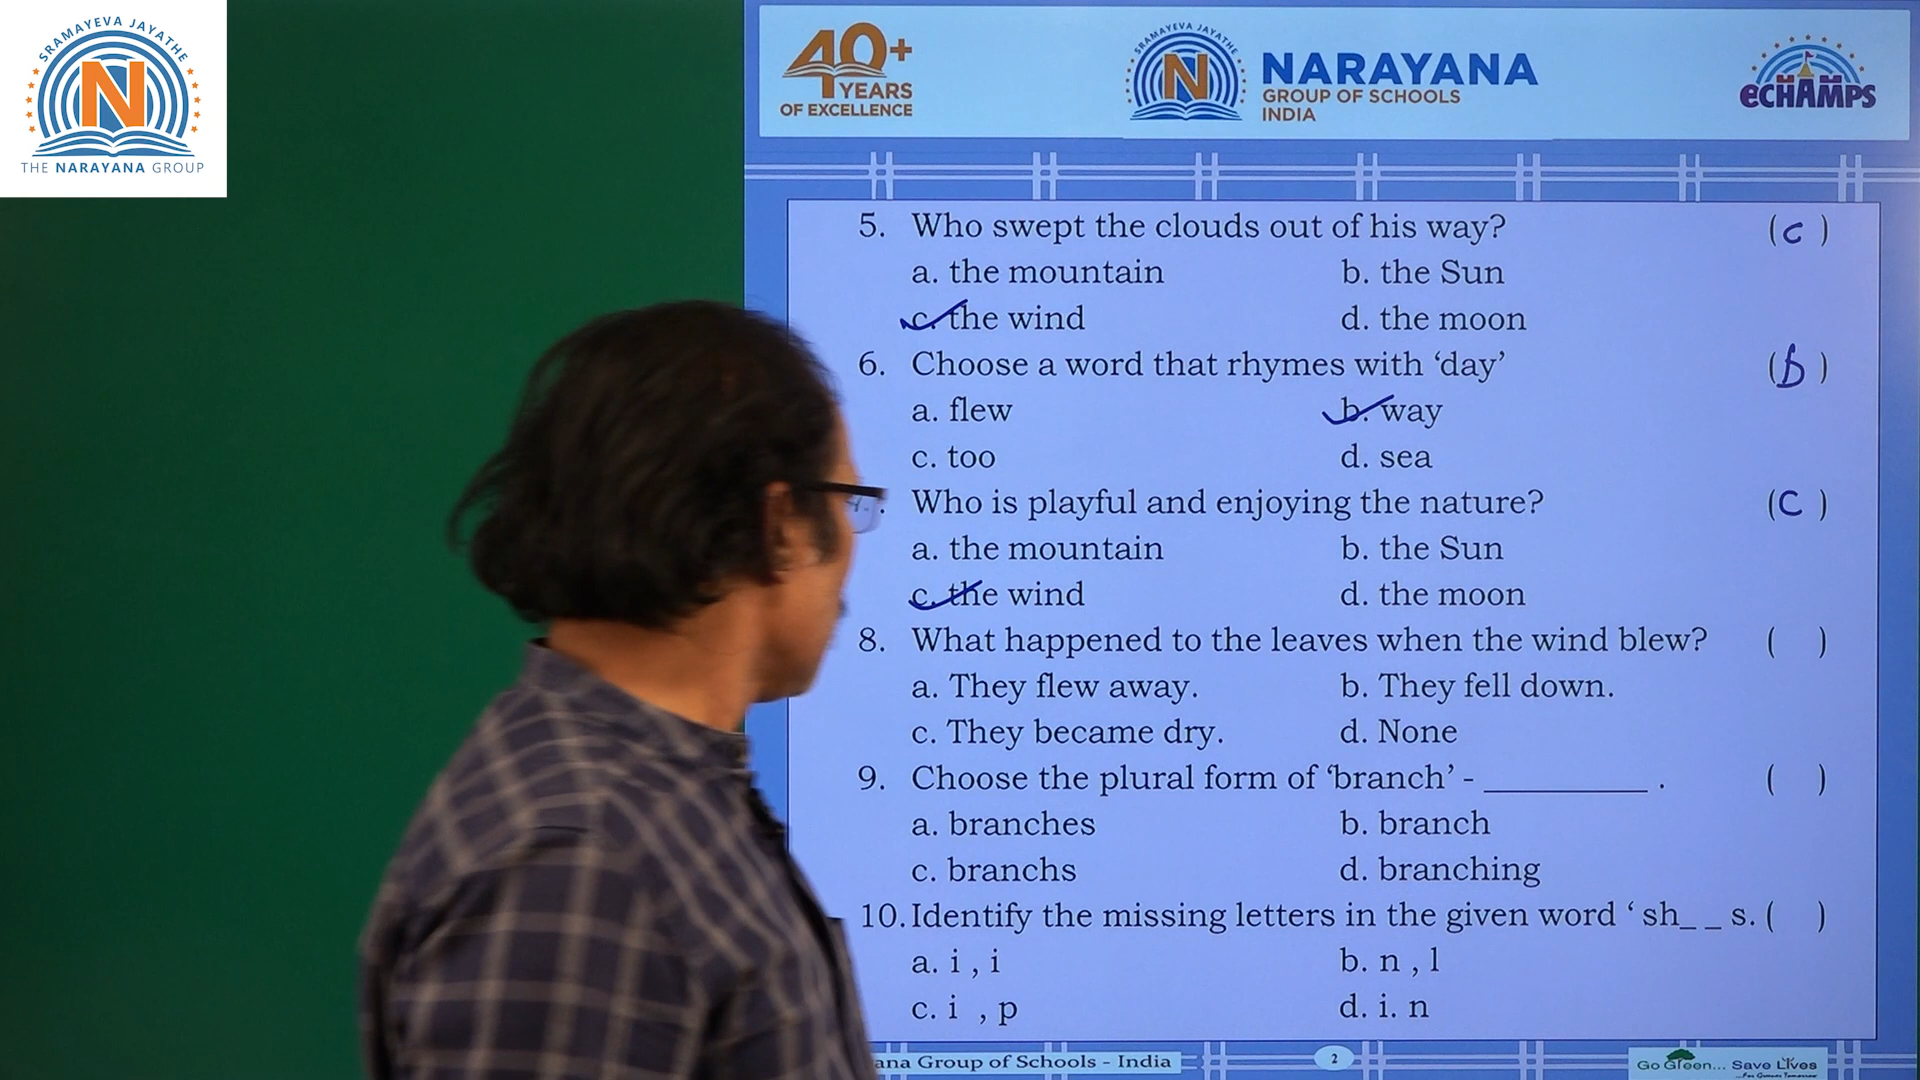 SRAMAYEVA JAYATHE
N
THE NARAYANA GROUP
40+
YEARS
OF EXCELLENCE
SRAMAYEVA JAYATHE
N
NARAYANA
GROUP OF SCHOOLS
INDIA
eCHAMPS
5. Who swept the clouds out of his way? (c)
a. the mountain b. the Sun
c. the wind d. the moon
6. Choose a word that rhymes with ‘day’ (b)
a. flew b. way
c. too d. sea
. Who is playful and enjoying the nature? (C)
a. the mountain b. the Sun
c. the wind d. the moon
8. What happened to the leaves when the wind blew? ( )
a. They flew away. b. They fell down.
c. They became dry. d. None
9. Choose the plural form of ‘branch’ - _________ . ( )
a. branches b. branch
c. branchs d. branching
10. Identify the missing letters in the given word ‘ sh_ _ s. ( )
a. i , i b. n , l
c. i , p d. i. n
ana Group of Schools - India 2 Go Green... Save Lives